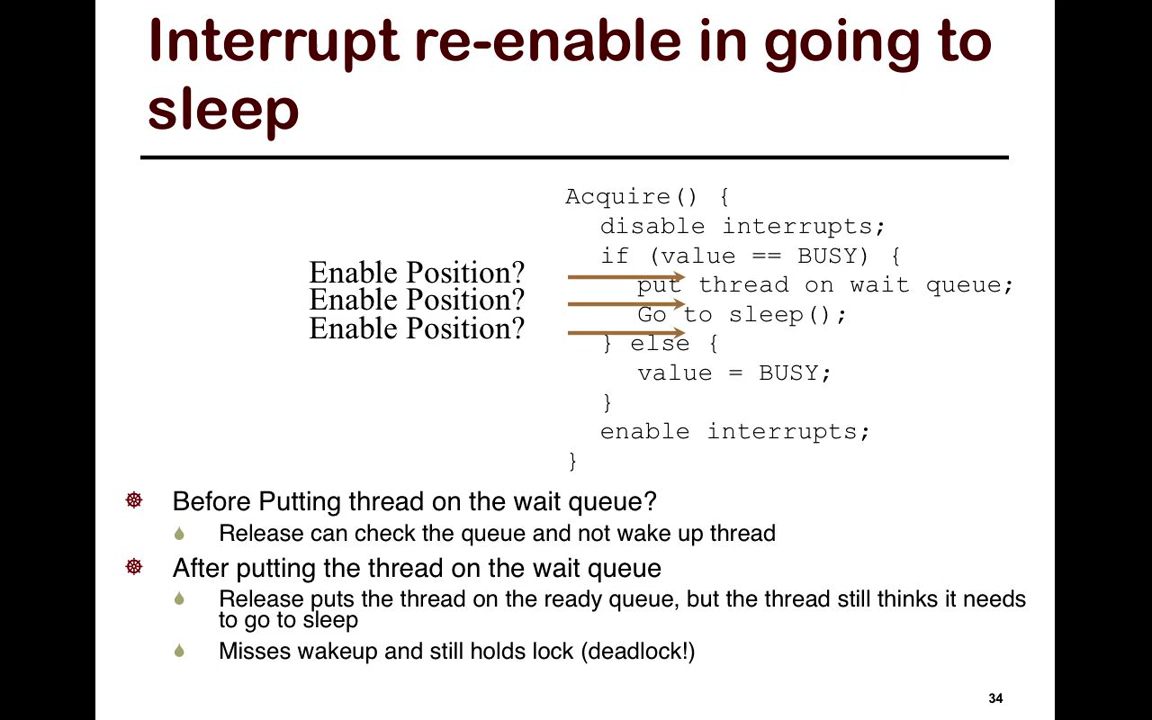 Interrupt re-enable in going to
sleep
Acquire() {
disable interrupts;
if (value == BUSY) {
Enable Position?
put thread on wait queue;
Enable Position?
Go to sleep();
Enable Position?
} else {
value = BUSY;
}
enable interrupts;
}
Before Putting thread on the wait queue?
Release can check the queue and not wake up thread
After putting the thread on the wait queue
Release puts the thread on the ready queue, but the thread still thinks it needs
to go to sleep
Misses wakeup and still holds lock (deadlock!)
34